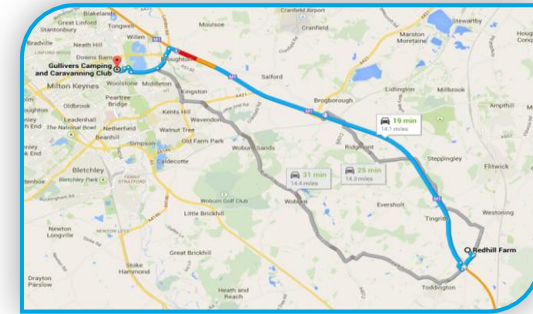 Blakelands
Great Linford
Stantonbury
Tongwell
Moulsoe
Cranfield Airport
Cranfield
Stewartby
Bradville
Neath Hill
Willen
Marston
Moretaine
Downs Barn
Broughton
Salford
Gullivers Camping
and Caravanning Club
Woolstone
Middleton
Lidlington
Millbrook
Milton Keynes
Peartree
Bridge
Kingston
Brogborough
Ampthill
Oldbrook
Kents Hill
Wavendon
19 min
14.1 miles
Leadenhall
The National Bowl
Netherfield
Walnut Tree
Beanhill
Simpson
Old Farm Park
Woburn Sands
Ridgmont
Steppingley
Flitwick
Caldecotte
31 min
14.4 miles
25 min
14.3 miles
Bletchley
Bletchley Park
Woburn Golf Club
Woburn
Eversholt
Little Brickhill
Tingrith
Westoning
Newton
Longville
Great Brickhill
Redhill Farm
Stoke
Hammond
Toddington
Drayton
Parslow
Heath and
Reach